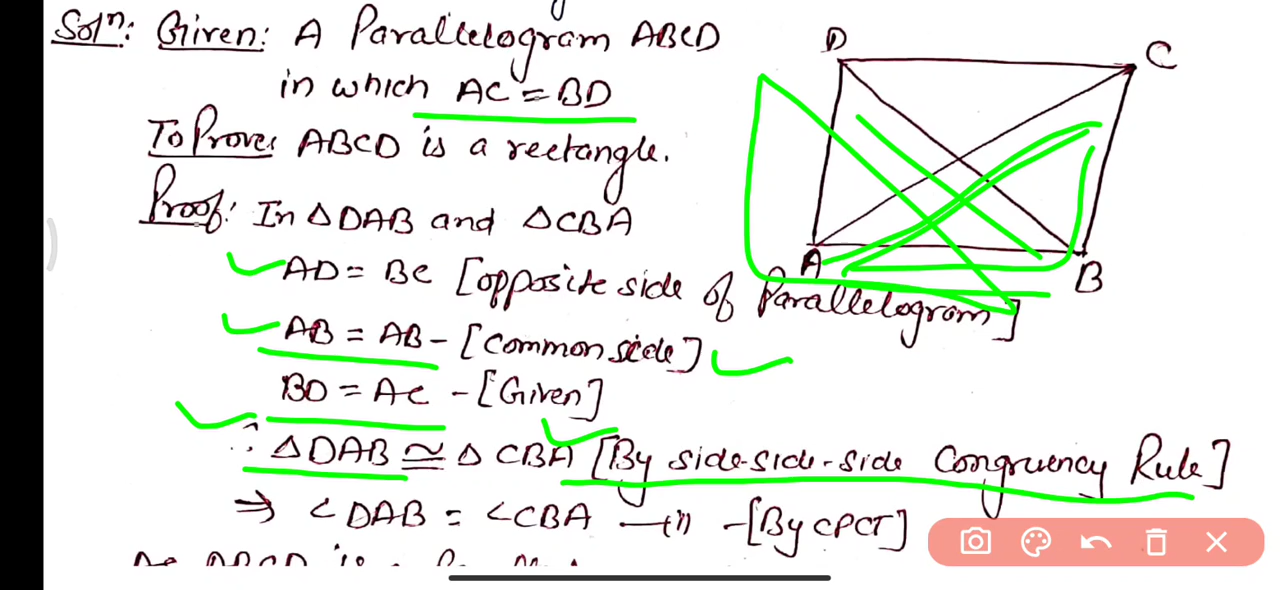 Solⁿ: Given: A Parallelogram ABCD
in which AC = BD
To Prove: ABCD is a rectangle.
Proof: In △DAB and △CBA
AD = BC [opposite side of Parallelogram]
AB = AB - [Common side]
BD = AC - [Given]
∴ △DAB ≅ △CBA [By side-side-side Congruency Rule]
⇒ <DAB = <CBA —(i) -[By CPCT]
D
C
A
B